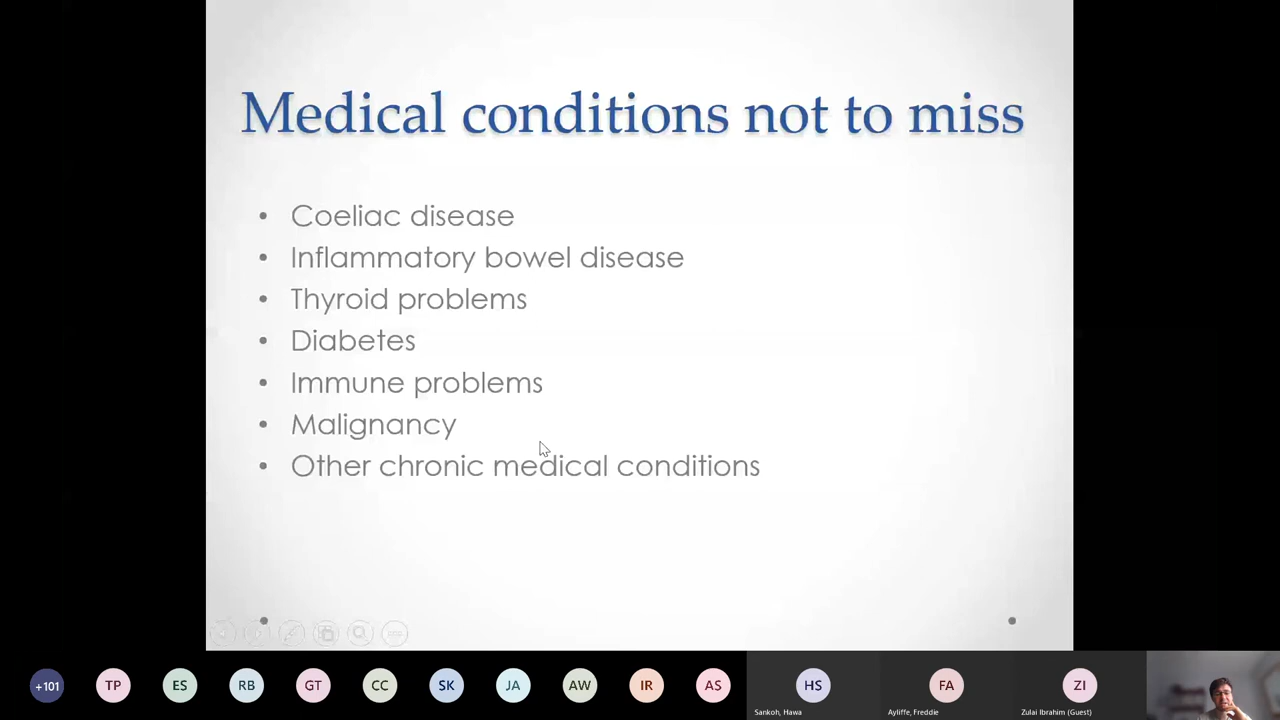 Medical conditions not to miss
• Coeliac disease
• Inflammatory bowel disease
• Thyroid problems
• Diabetes
• Immune problems
• Malignancy
• Other chronic medical conditions
+101 TP ES RB GT CC SK JA AW IR AS HS FA ZI
Sankoh, Hawa Ayliffe, Freddie Zulai Ibrahim (Guest)